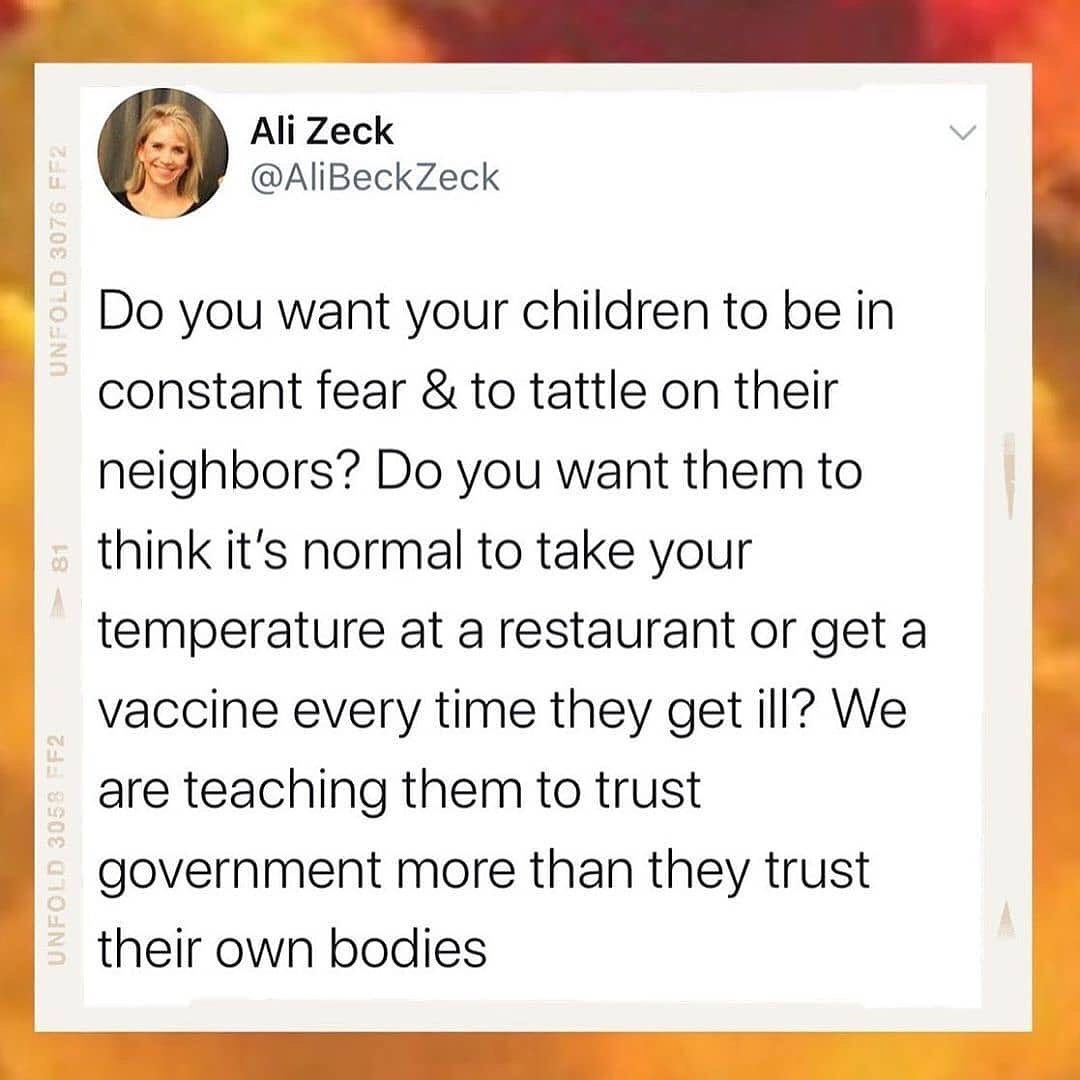 Ali Zeck
@AliBeckZeck
Do you want your children to be in
constant fear & to tattle on their
neighbors? Do you want them to
think it's normal to take your
temperature at a restaurant or get a
vaccine every time they get ill? We
are teaching them to trust
government more than they trust
their own bodies
UNFOLD 3076 FF2
81
UNFOLD 3058 FF2